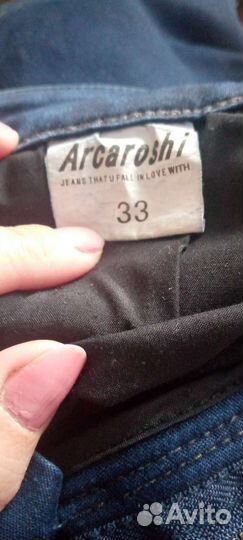 Arcaroshi
JEANS THAT U FALL IN LOVE WITH
33
Avito